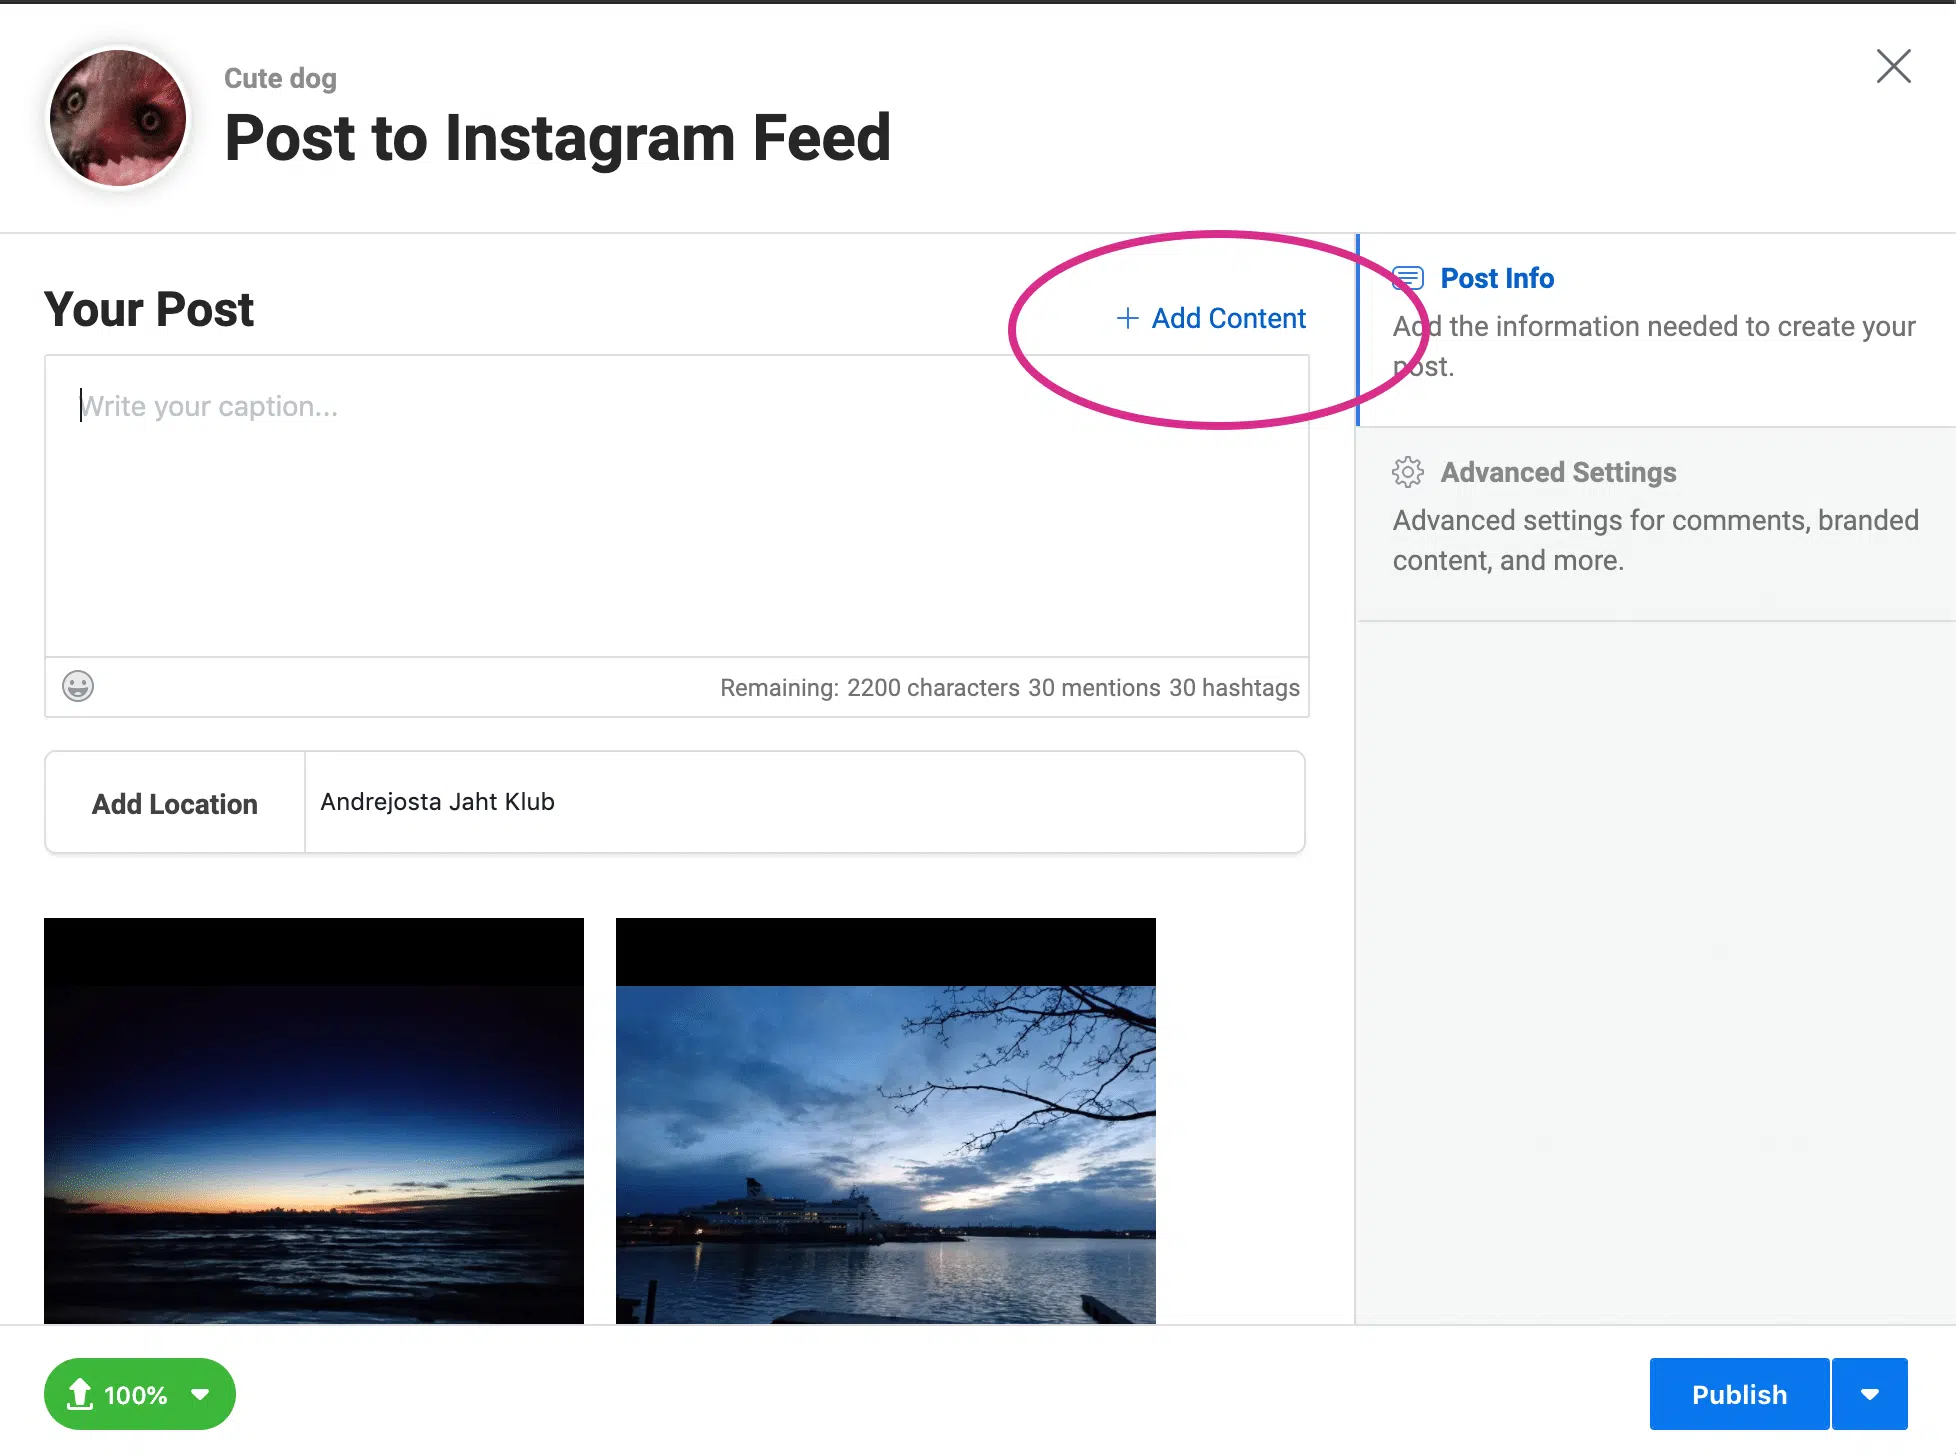 Cute dog
Post to Instagram Feed
Your Post
+ Add Content
Write your caption...
Remaining: 2200 characters 30 mentions 30 hashtags
Add Location
Andrejosta Jaht Klub
Post Info
Add the information needed to create your
post.
Advanced Settings
Advanced settings for comments, branded
content, and more.
100%
Publish